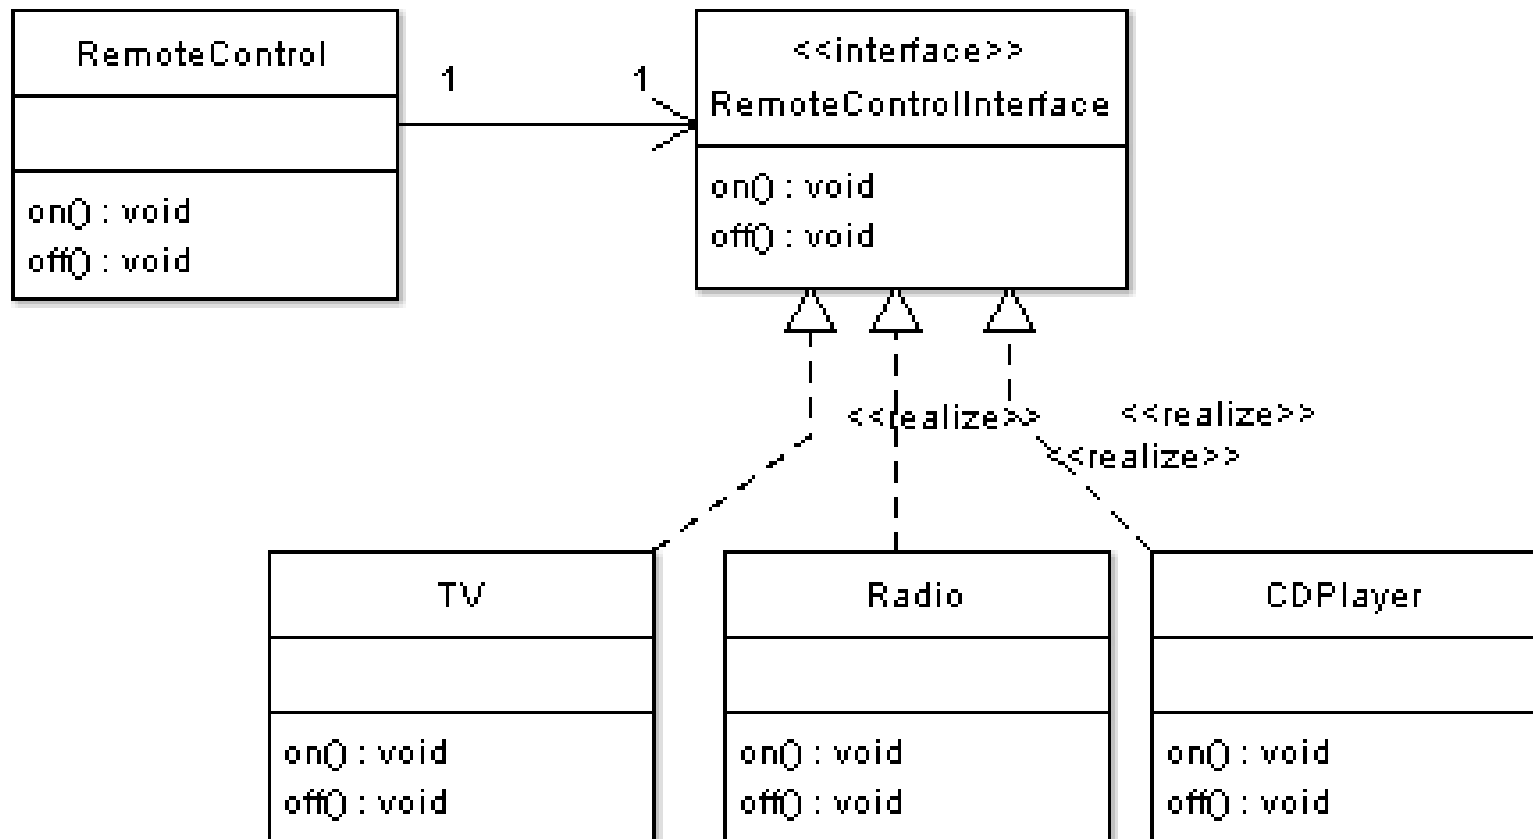 RemoteControl
on() : void
off() : void
1
1
<<interface>>
RemoteControlInterface
on() : void
off() : void
<<realize>>
<<realize>>
<<realize>>
TV
on() : void
off() : void
Radio
on() : void
off() : void
CDPlayer
on() : void
off() : void